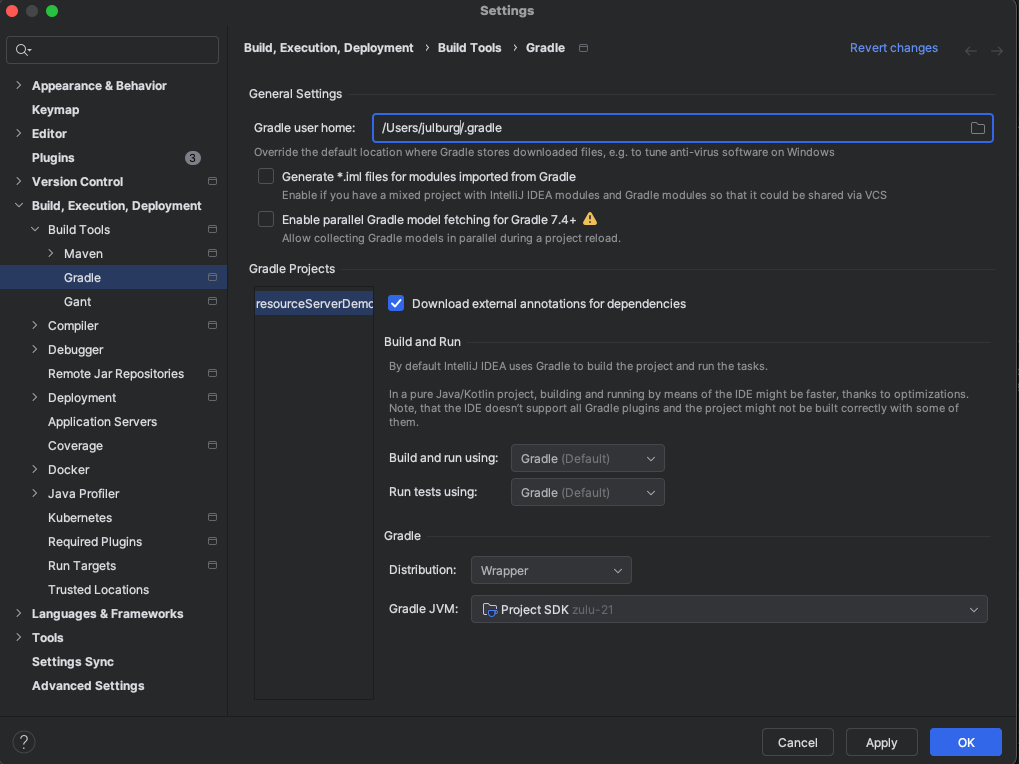 Settings
Build, Execution, Deployment › Build Tools › Gradle
Revert changes
Appearance & Behavior
Keymap
Editor
Plugins 3
Version Control
Build, Execution, Deployment
Build Tools
Maven
Gradle
Gant
Compiler
Debugger
Remote Jar Repositories
Deployment
Application Servers
Coverage
Docker
Java Profiler
Kubernetes
Required Plugins
Run Targets
Trusted Locations
Languages & Frameworks
Tools
Settings Sync
Advanced Settings
General Settings
Gradle user home: /Users/julburg/.gradle
Override the default location where Gradle stores downloaded files, e.g. to tune anti-virus software on Windows
Generate *.iml files for modules imported from Gradle
Enable if you have a mixed project with IntelliJ IDEA modules and Gradle modules so that it could be shared via VCS
Enable parallel Gradle model fetching for Gradle 7.4+
Allow collecting Gradle models in parallel during a project reload.
Gradle Projects
resourceServerDemo
Download external annotations for dependencies
Build and Run
By default IntelliJ IDEA uses Gradle to build the project and run the tasks.
In a pure Java/Kotlin project, building and running by means of the IDE might be faster, thanks to optimizations.
Note, that the IDE doesn't support all Gradle plugins and the project might not be built correctly with some of
them.
Build and run using: Gradle (Default)
Run tests using: Gradle (Default)
Gradle
Distribution: Wrapper
Gradle JVM: Project SDK zulu-21
?
Cancel
Apply
OK